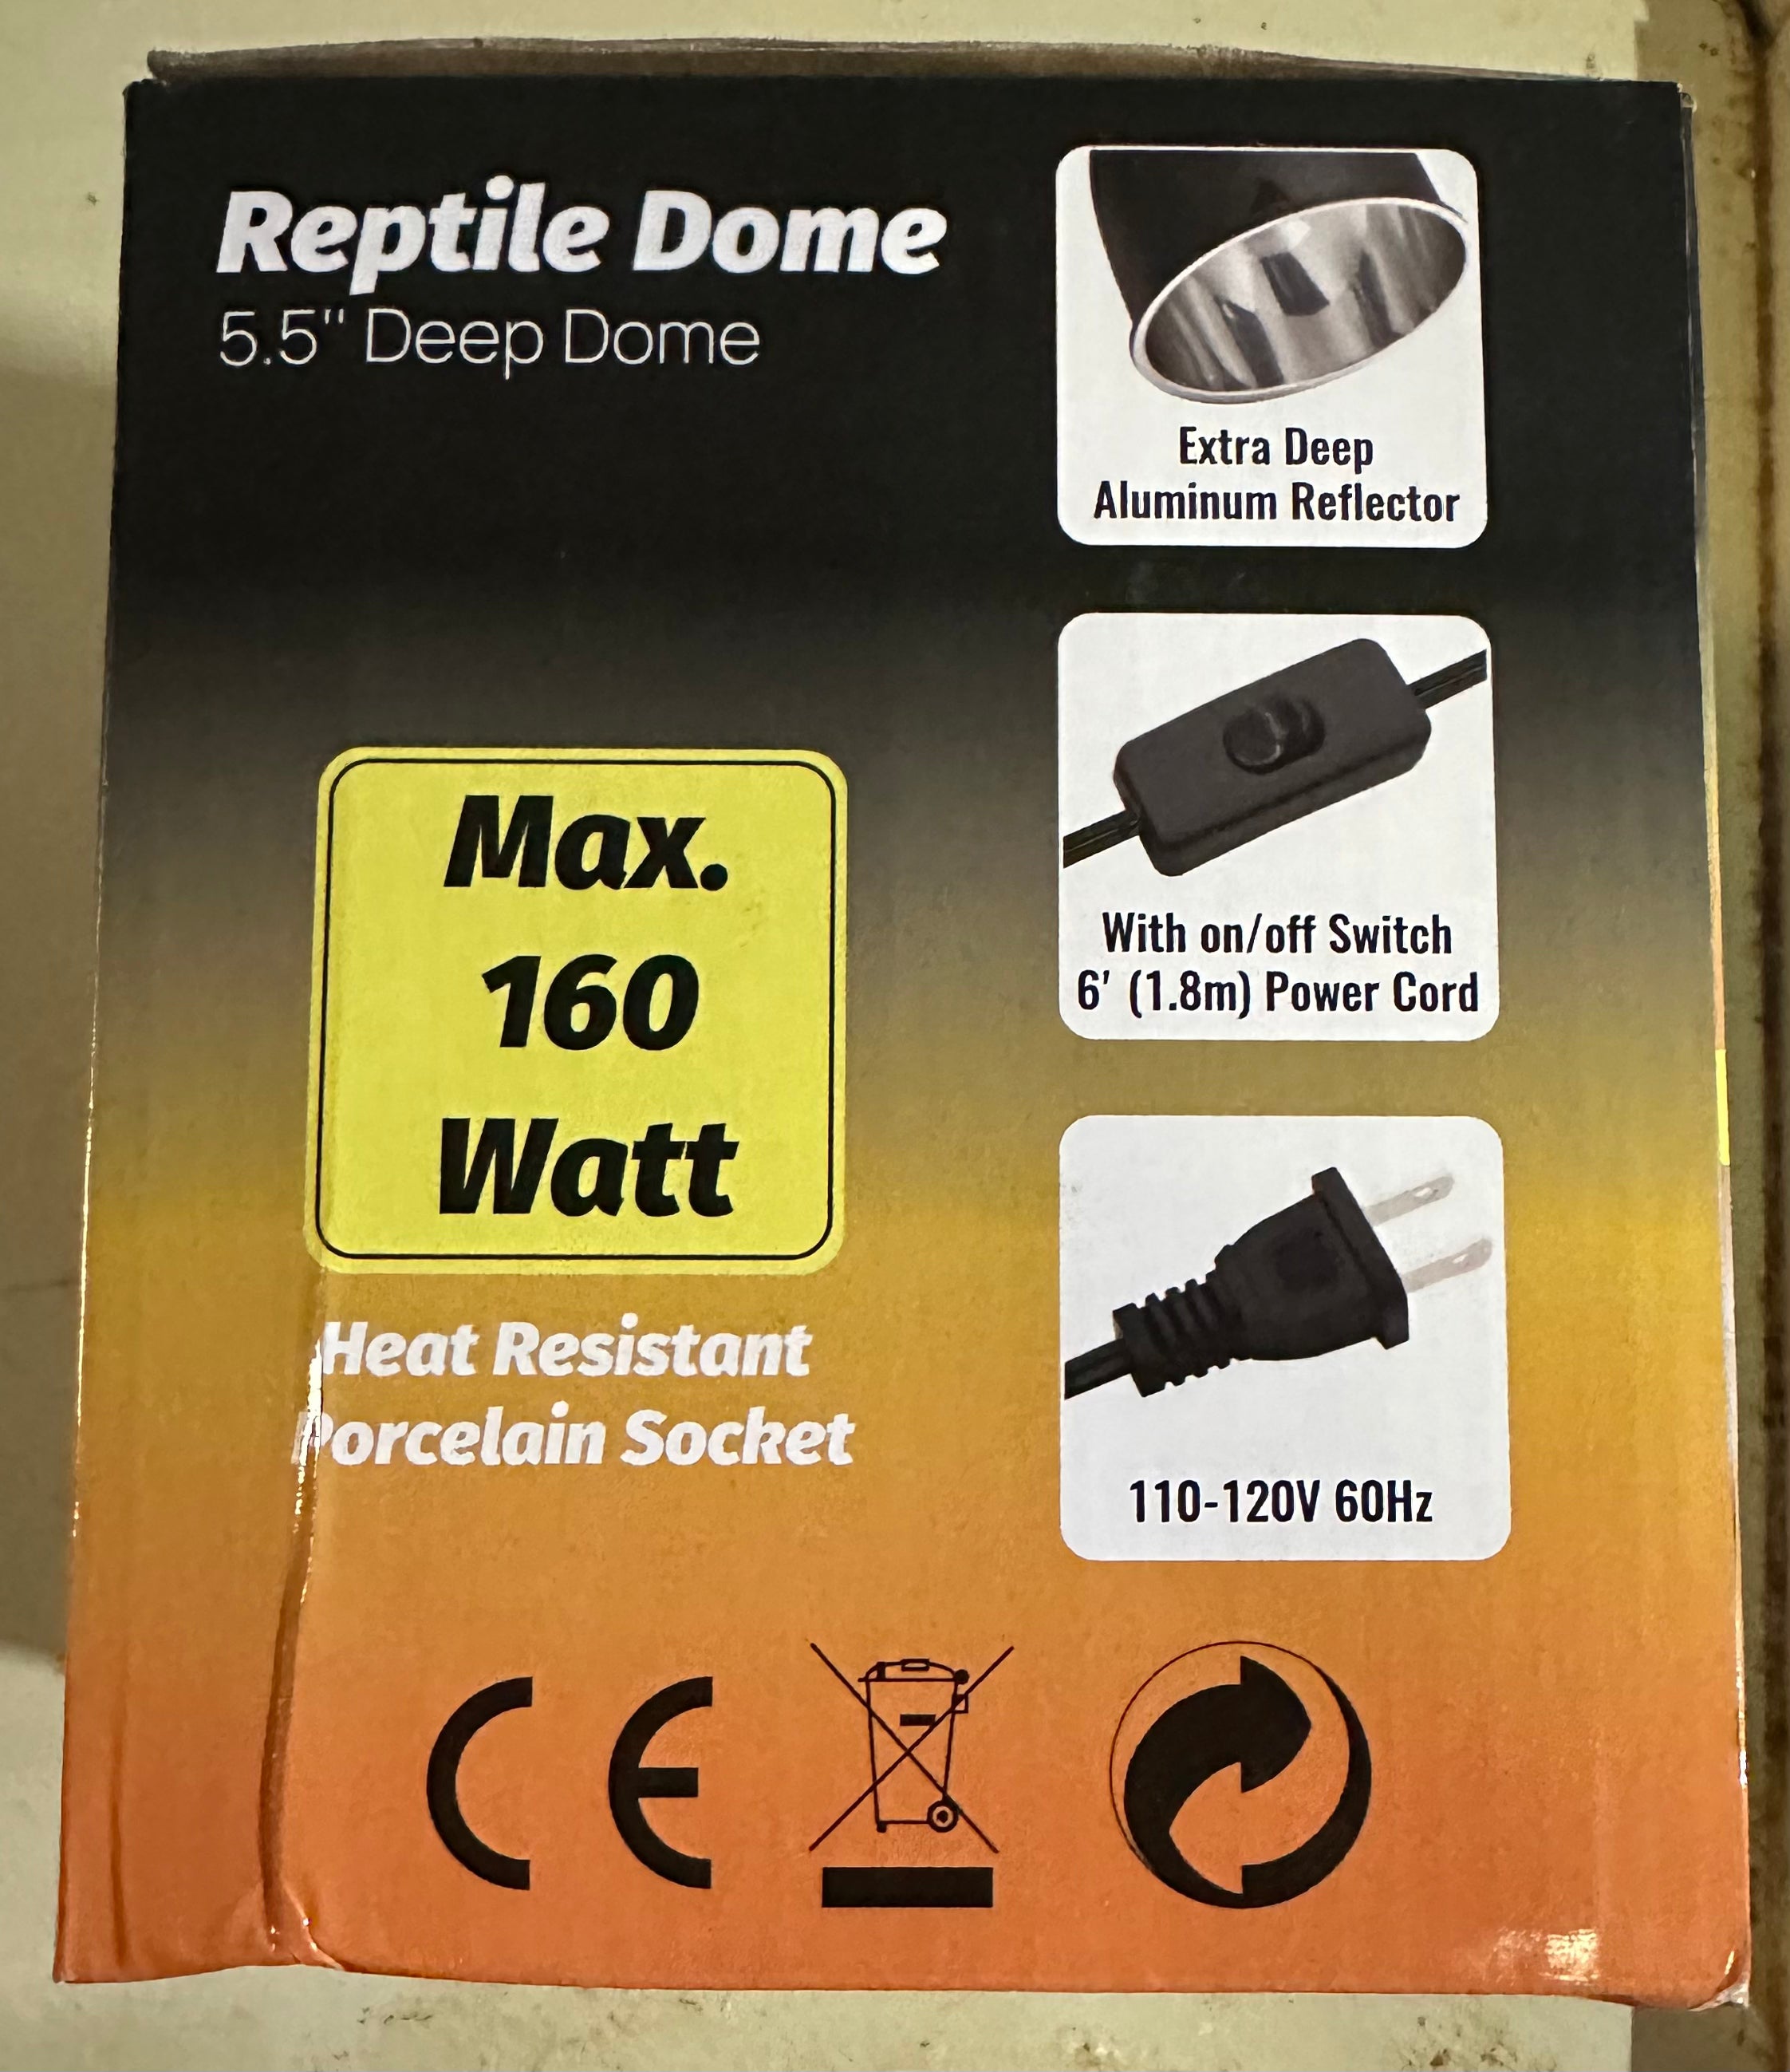 Reptile Dome
5.5" Deep Dome
Extra Deep
Aluminum Reflector
Max.
160
Watt
With on/off Switch
6' (1.8m) Power Cord
Heat Resistant
Porcelain Socket
110-120V 60Hz
CE